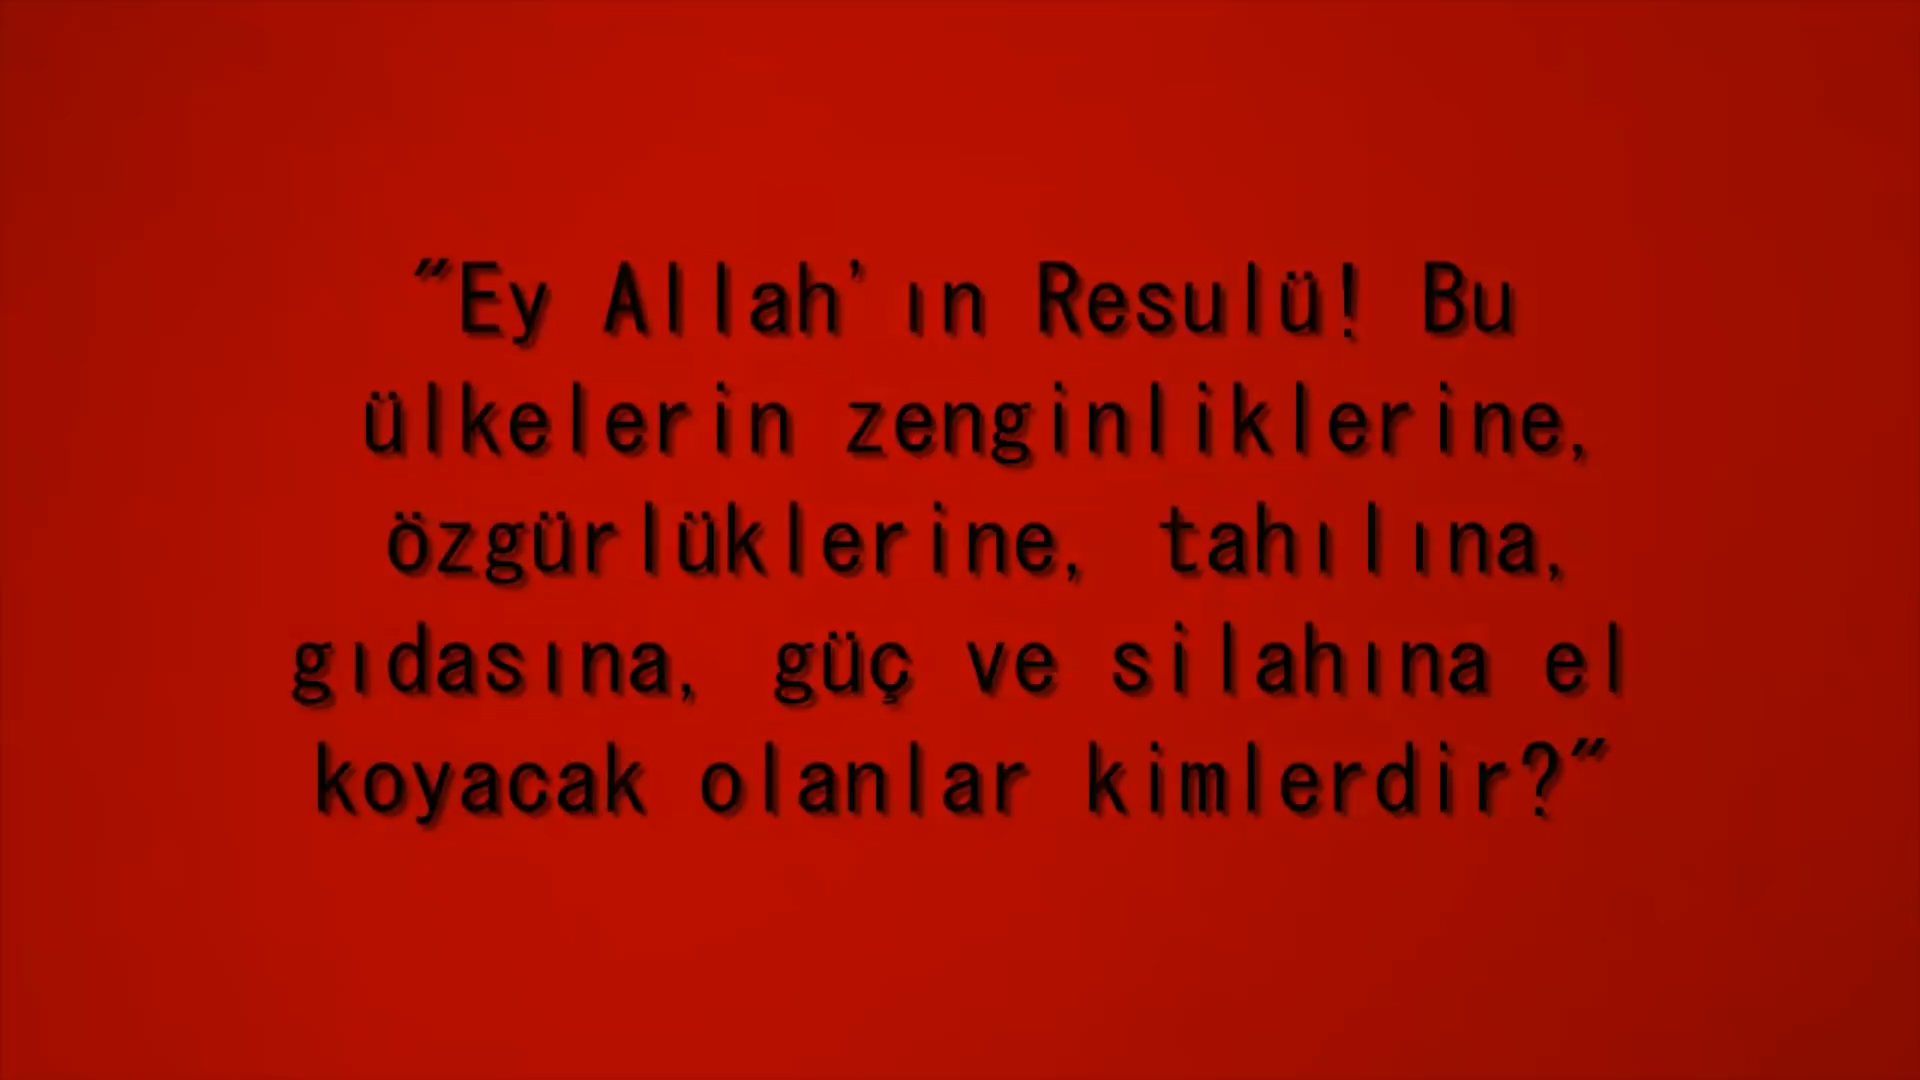 "Ey Allah'ın Resulü! Bu
ülkelerin zenginliklerine,
özgürlüklerine, tahılına,
gıdasına, güç ve silahına el
koyacak olanlar kimlerdir?"